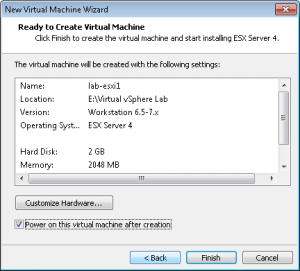 New Virtual Machine Wizard
Ready to Create Virtual Machine
Click Finish to create the virtual machine and start installing ESX Server 4.
The virtual machine will be created with the following settings:
Name: lab-esxi1
Location: E:\Virtual vSphere Lab
Version: Workstation 6.5-7.x
Operating Syst... ESX Server 4
Hard Disk: 2 GB
Memory: 2048 MB
Customize Hardware...
Power on this virtual machine after creation
< Back Finish Cancel